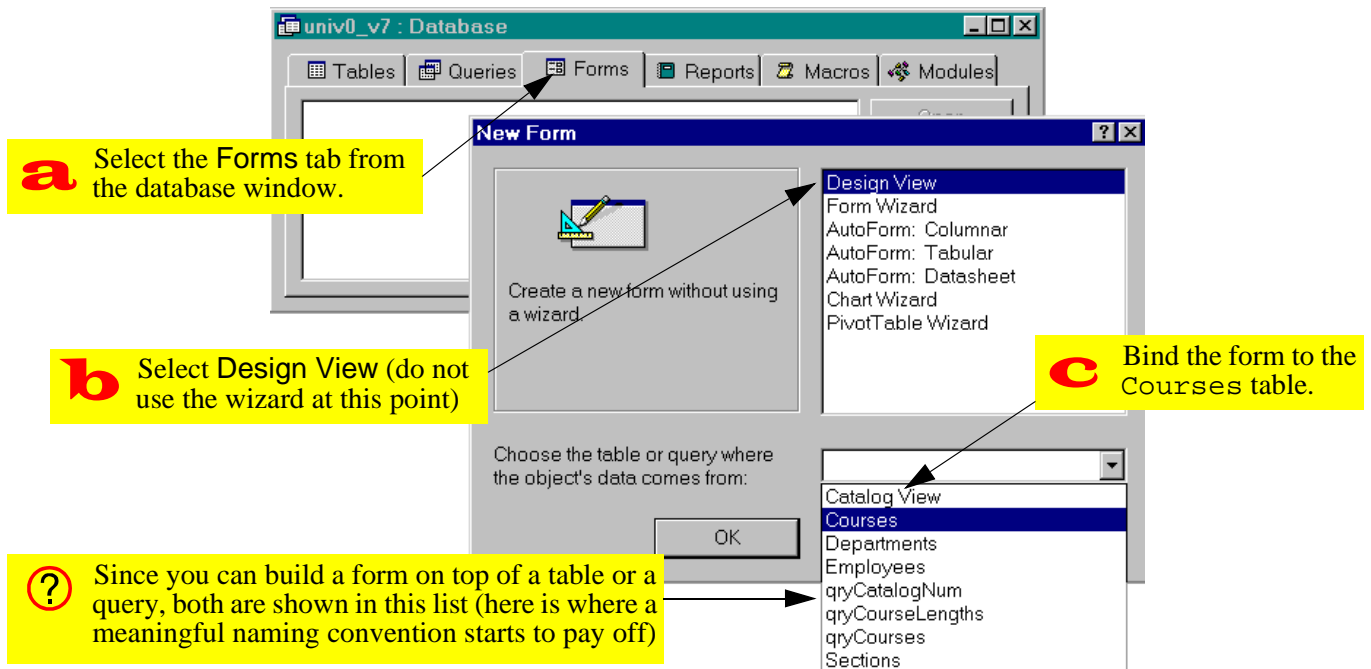 univ0_v7 : Database
Tables Queries Forms Reports Macros Modules
a Select the Forms tab from
the database window.
New Form
Create a new form without using
a wizard.
Design View
Form Wizard
AutoForm: Columnar
AutoForm: Tabular
AutoForm: Datasheet
Chart Wizard
PivotTable Wizard
b Select Design View (do not
use the wizard at this point)
c Bind the form to the
Courses table.
Choose the table or query where
the object's data comes from:
OK
Catalog View
Courses
Departments
Employees
qryCatalogNum
qryCourseLengths
qryCourses
Sections
? Since you can build a form on top of a table or a
query, both are shown in this list (here is where a
meaningful naming convention starts to pay off)